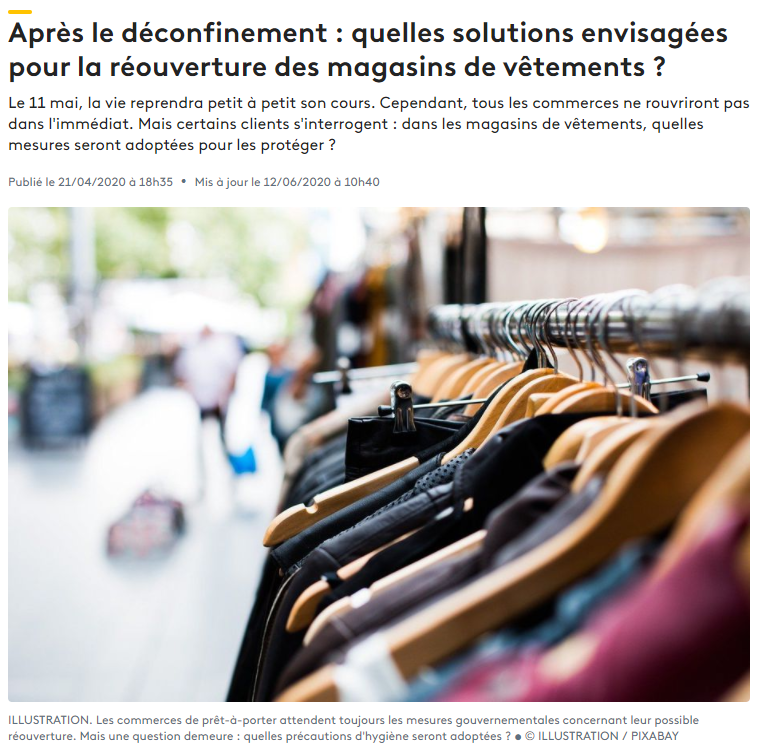 Après le déconfinement : quelles solutions envisagées
pour la réouverture des magasins de vêtements ?
Le 11 mai, la vie reprendra petit à petit son cours. Cependant, tous les commerces ne rouvriront pas
dans l'immédiat. Mais certains clients s'interrogent : dans les magasins de vêtements, quelles
mesures seront adoptées pour les protéger ?
Publié le 21/04/2020 à 18h35 • Mis à jour le 12/06/2020 à 10h40
ILLUSTRATION. Les commerces de prêt-à-porter attendent toujours les mesures gouvernementales concernant leur possible
réouverture. Mais une question demeure : quelles précautions d'hygiène seront adoptées ? • © ILLUSTRATION / PIXABAY